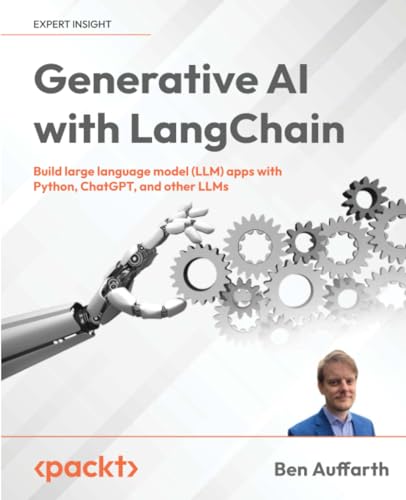 EXPERT INSIGHT
Generative AI
with LangChain
Build large language model (LLM) apps with
Python, ChatGPT, and other LLMs
<packt>
Ben Auffarth